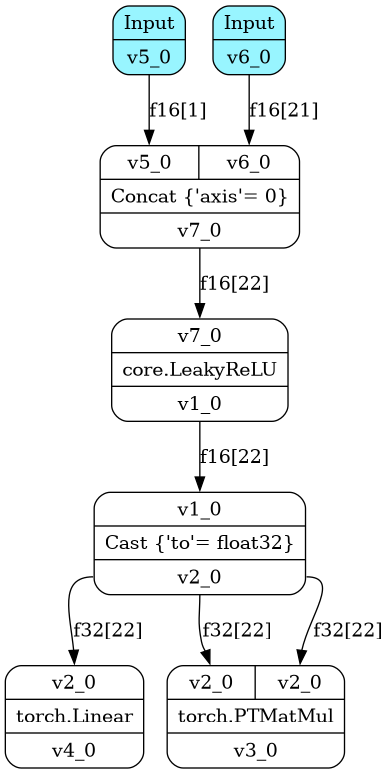 Input
v5_0
Input
v6_0
f16[1]
f16[21]
v5_0 v6_0
Concat {'axis'= 0}
v7_0
f16[22]
v7_0
core.LeakyReLU
v1_0
f16[22]
v1_0
Cast {'to'= float32}
v2_0
f32[22]
f32[22]
f32[22]
v2_0
torch.Linear
v4_0
v2_0 v2_0
torch.PTMatMul
v3_0